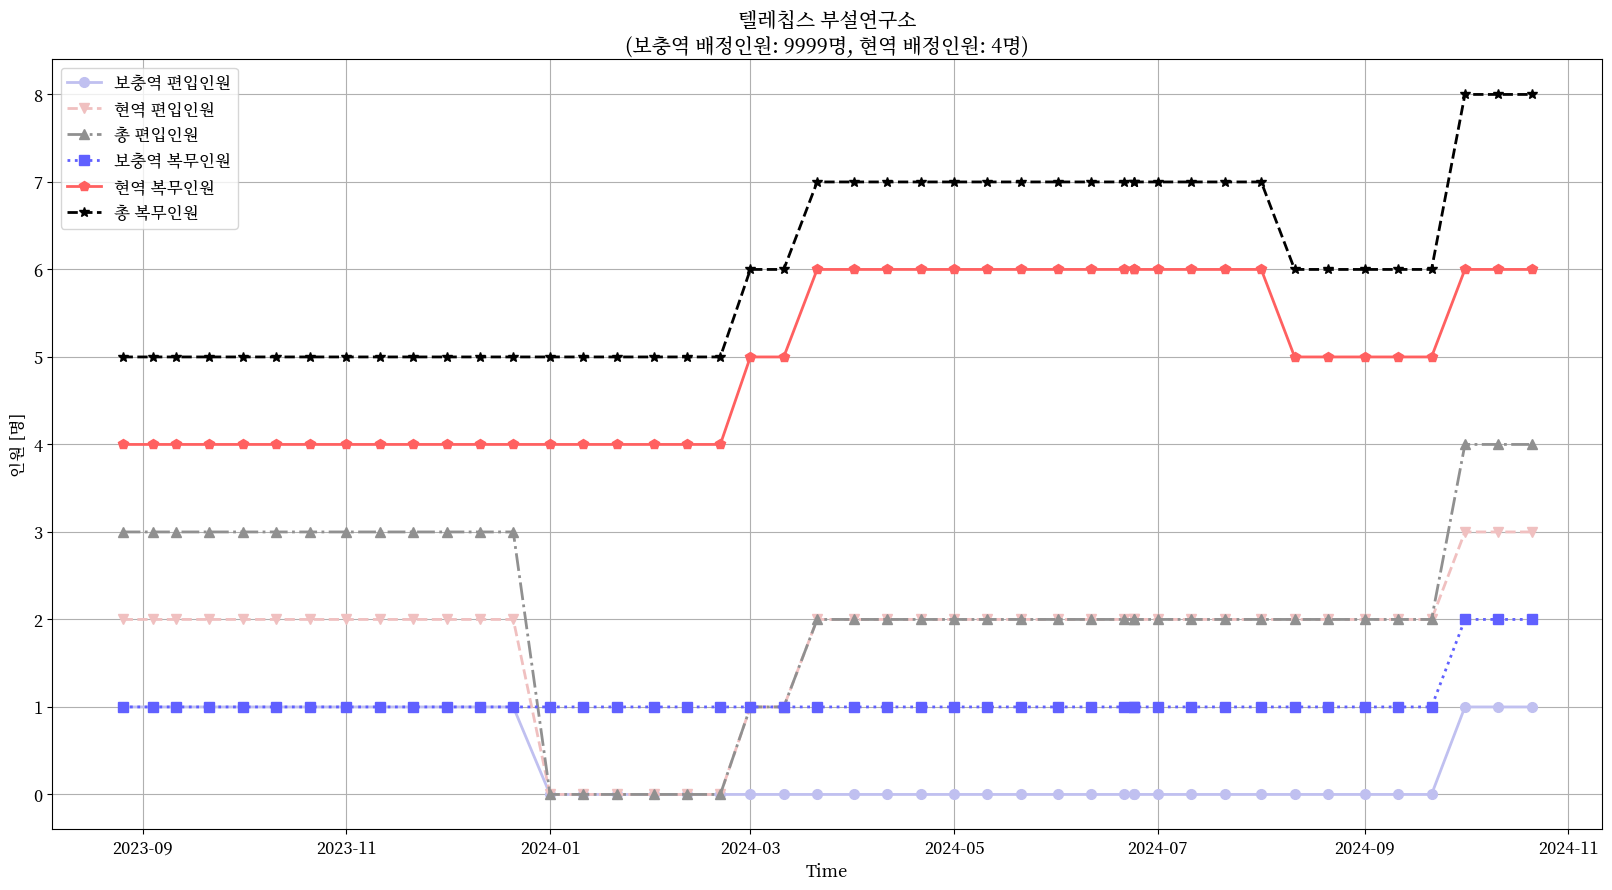 텔레칩스 부설연구소
(보충역 배정인원: 9999명, 현역 배정인원: 4명)
보충역 편입인원
현역 편입인원
총 편입인원
보충역 복무인원
현역 복무인원
총 복무인원
인원 [명]
8
7
6
5
4
3
2
1
0
2023-09
2023-11
2024-01
2024-03
2024-05
2024-07
2024-09
2024-11
Time